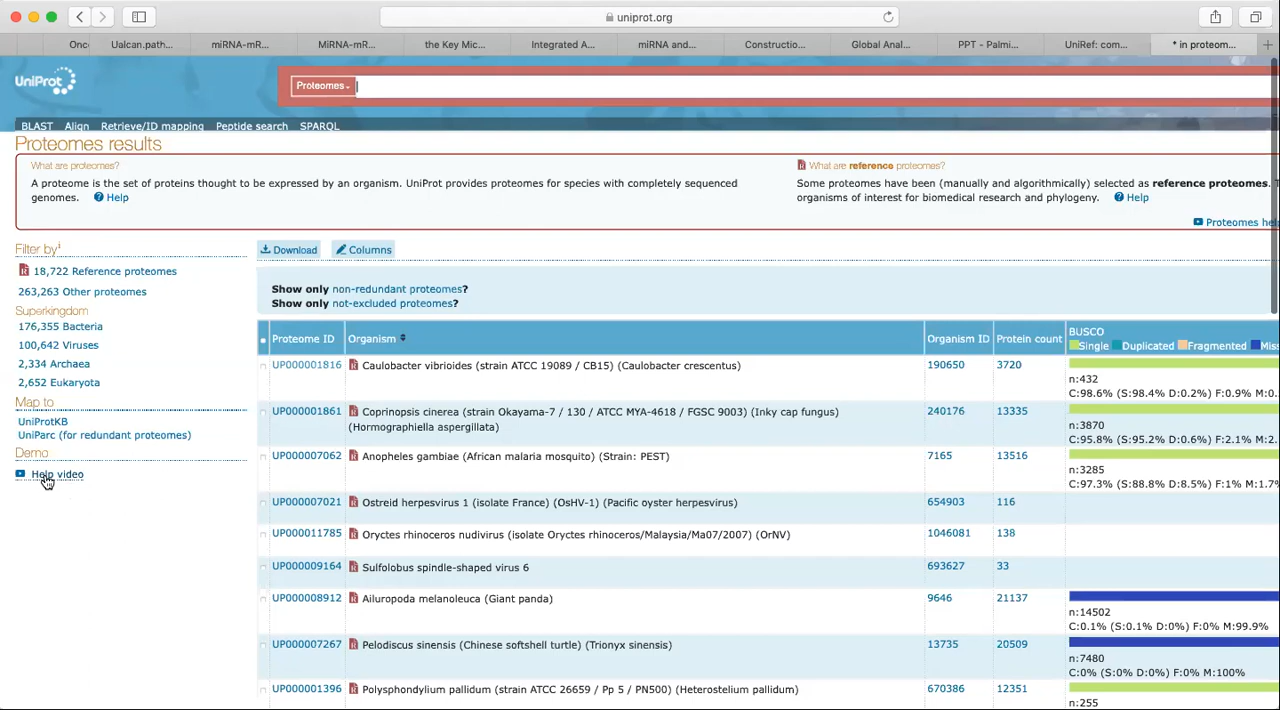 uniprot.org
Onc
Ualcan.path...
miRNA-mR...
MiRNA-mR...
the Key Mic...
Integrated A...
miRNA and...
Constructio...
Global Anal...
PPT - Palmi...
UniRef: com...
* in proteom...
UniProt
Proteomes
BLAST Align Retrieve/ID mapping Peptide search SPARQL
Proteomes results
What are proteomes?
A proteome is the set of proteins thought to be expressed by an organism. UniProt provides proteomes for species with completely sequenced
genomes. Help
What are reference proteomes?
Some proteomes have been (manually and algorithmically) selected as reference proteomes. T
organisms of interest for biomedical research and phylogeny. Help
Proteomes hel
Filter by i
18,722 Reference proteomes
263,263 Other proteomes
Superkingdom
176,355 Bacteria
100,642 Viruses
2,334 Archaea
2,652 Eukaryota
Map to
UniProtKB
UniParc (for redundant proteomes)
Demo
Help video
Download Columns
Show only non-redundant proteomes?
Show only not-excluded proteomes?
Proteome ID Organism Organism ID Protein count BUSCO
Single Duplicated Fragmented Miss
UP000001816 Caulobacter vibrioides (strain ATCC 19089 / CB15) (Caulobacter crescentus) 190650 3720
n:432
C:98.6% (S:98.4% D:0.2%) F:0.9% M:0.
UP000001861 Coprinopsis cinerea (strain Okayama-7 / 130 / ATCC MYA-4618 / FGSC 9003) (Inky cap fungus) 240176 13335
(Hormographiella aspergillata)
n:3870
C:95.8% (S:95.2% D:0.6%) F:2.1% M:2.
UP000007062 Anopheles gambiae (African malaria mosquito) (Strain: PEST) 7165 13516
n:3285
C:97.3% (S:88.8% D:8.5%) F:1% M:1.7%
UP000007021 Ostreid herpesvirus 1 (isolate France) (OsHV-1) (Pacific oyster herpesvirus) 654903 116
UP000011785 Oryctes rhinoceros nudivirus (isolate Oryctes rhinoceros/Malaysia/Ma07/2007) (OrNV) 1046081 138
UP000009164 Sulfolobus spindle-shaped virus 6 693627 33
UP000008912 Ailuropoda melanoleuca (Giant panda) 9646 21137
n:14502
C:0.1% (S:0.1% D:0%) F:0% M:99.9%
UP000007267 Pelodiscus sinensis (Chinese softshell turtle) (Trionyx sinensis) 13735 20509
n:7480
C:0% (S:0% D:0%) F:0% M:100%
UP000001396 Polysphondylium pallidum (strain ATCC 26659 / Pp 5 / PN500) (Heterostelium pallidum) 670386 12351
n:255